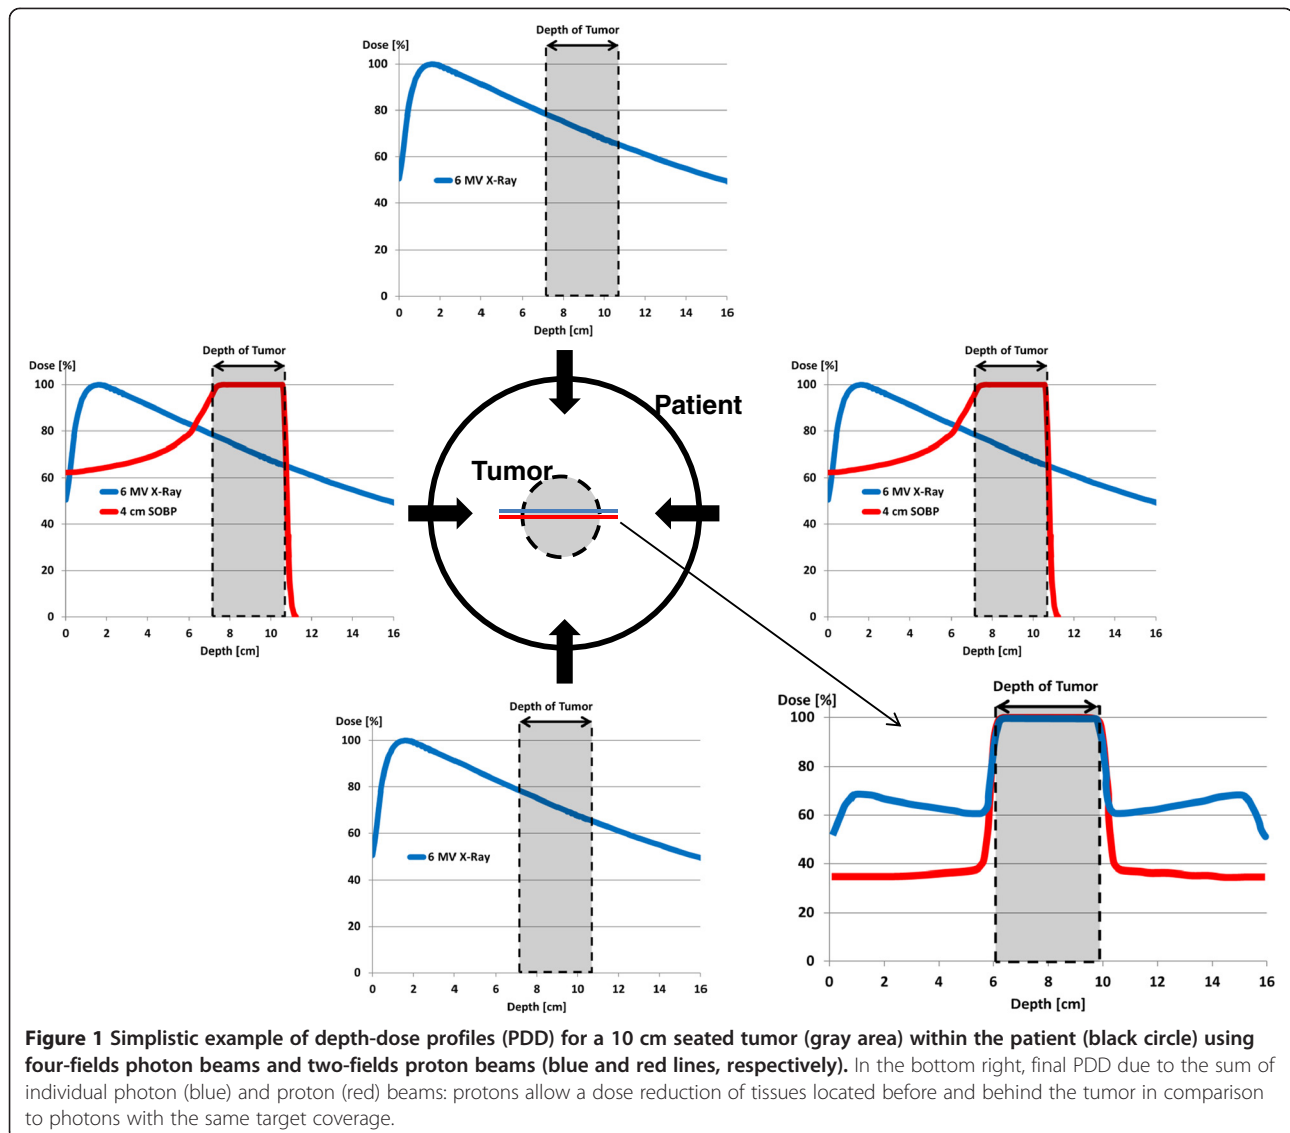 Depth of Tumor
Dose [%]
100
80
60
40
20
0
6 MV X-Ray
0 2 4 6 8 10 12 14 16
Depth [cm]
Depth of Tumor
Dose [%]
100
80
60
40
20
0
6 MV X-Ray
4 cm SOBP
0 2 4 6 8 10 12 14 16
Depth [cm]
Patient
Tumor
Depth of Tumor
Dose [%]
100
80
60
40
20
0
6 MV X-Ray
4 cm SOBP
0 2 4 6 8 10 12 14 16
Depth [cm]
Depth of Tumor
Dose [%]
100
80
60
40
20
0
6 MV X-Ray
0 2 4 6 8 10 12 14 16
Depth [cm]
Depth of Tumor
Dose [%]
100
80
60
40
20
0
0 2 4 6 8 10 12 14 16
Depth [cm]
Figure 1 Simplistic example of depth-dose profiles (PDD) for a 10 cm seated tumor (gray area) within the patient (black circle) using
four-fields photon beams and two-fields proton beams (blue and red lines, respectively). In the bottom right, final PDD due to the sum of
individual photon (blue) and proton (red) beams: protons allow a dose reduction of tissues located before and behind the tumor in comparison
to photons with the same target coverage.